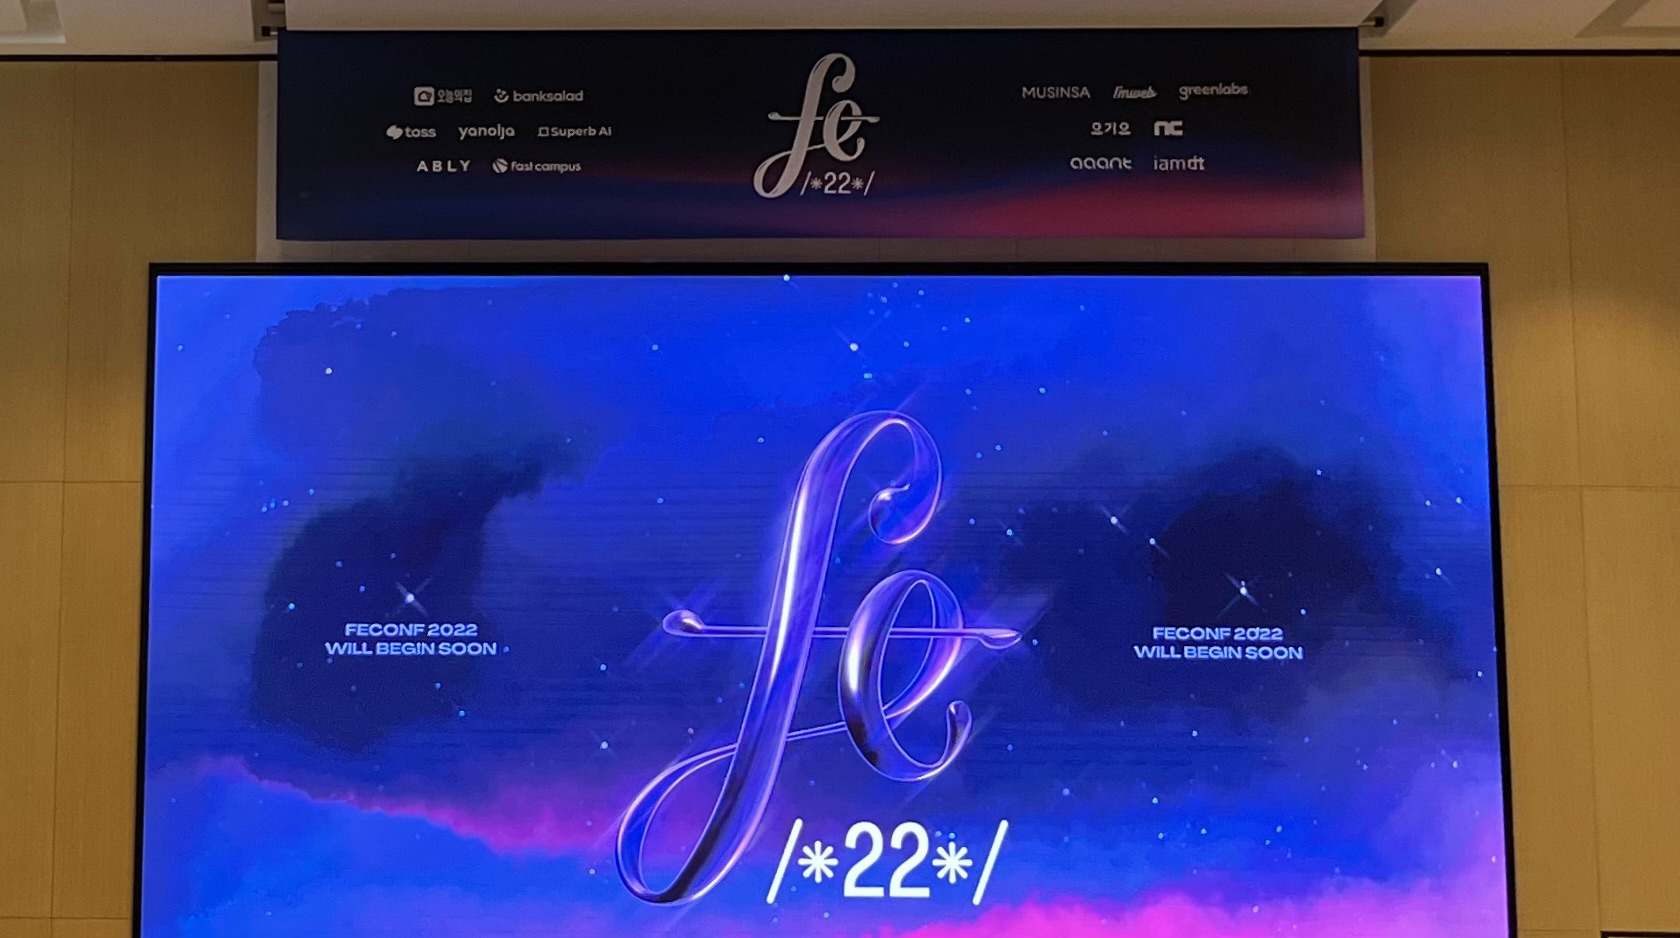 오늘의집 banksalad
toss yanolja Superb AI
ABLY Fast campus
fe
/*22*/
MUSINSA imweb greenlabs
요기요 nc
aaant iamdt
fe
FECONF 2022
WILL BEGIN SOON
FECONF 2022
WILL BEGIN SOON
/*22*/